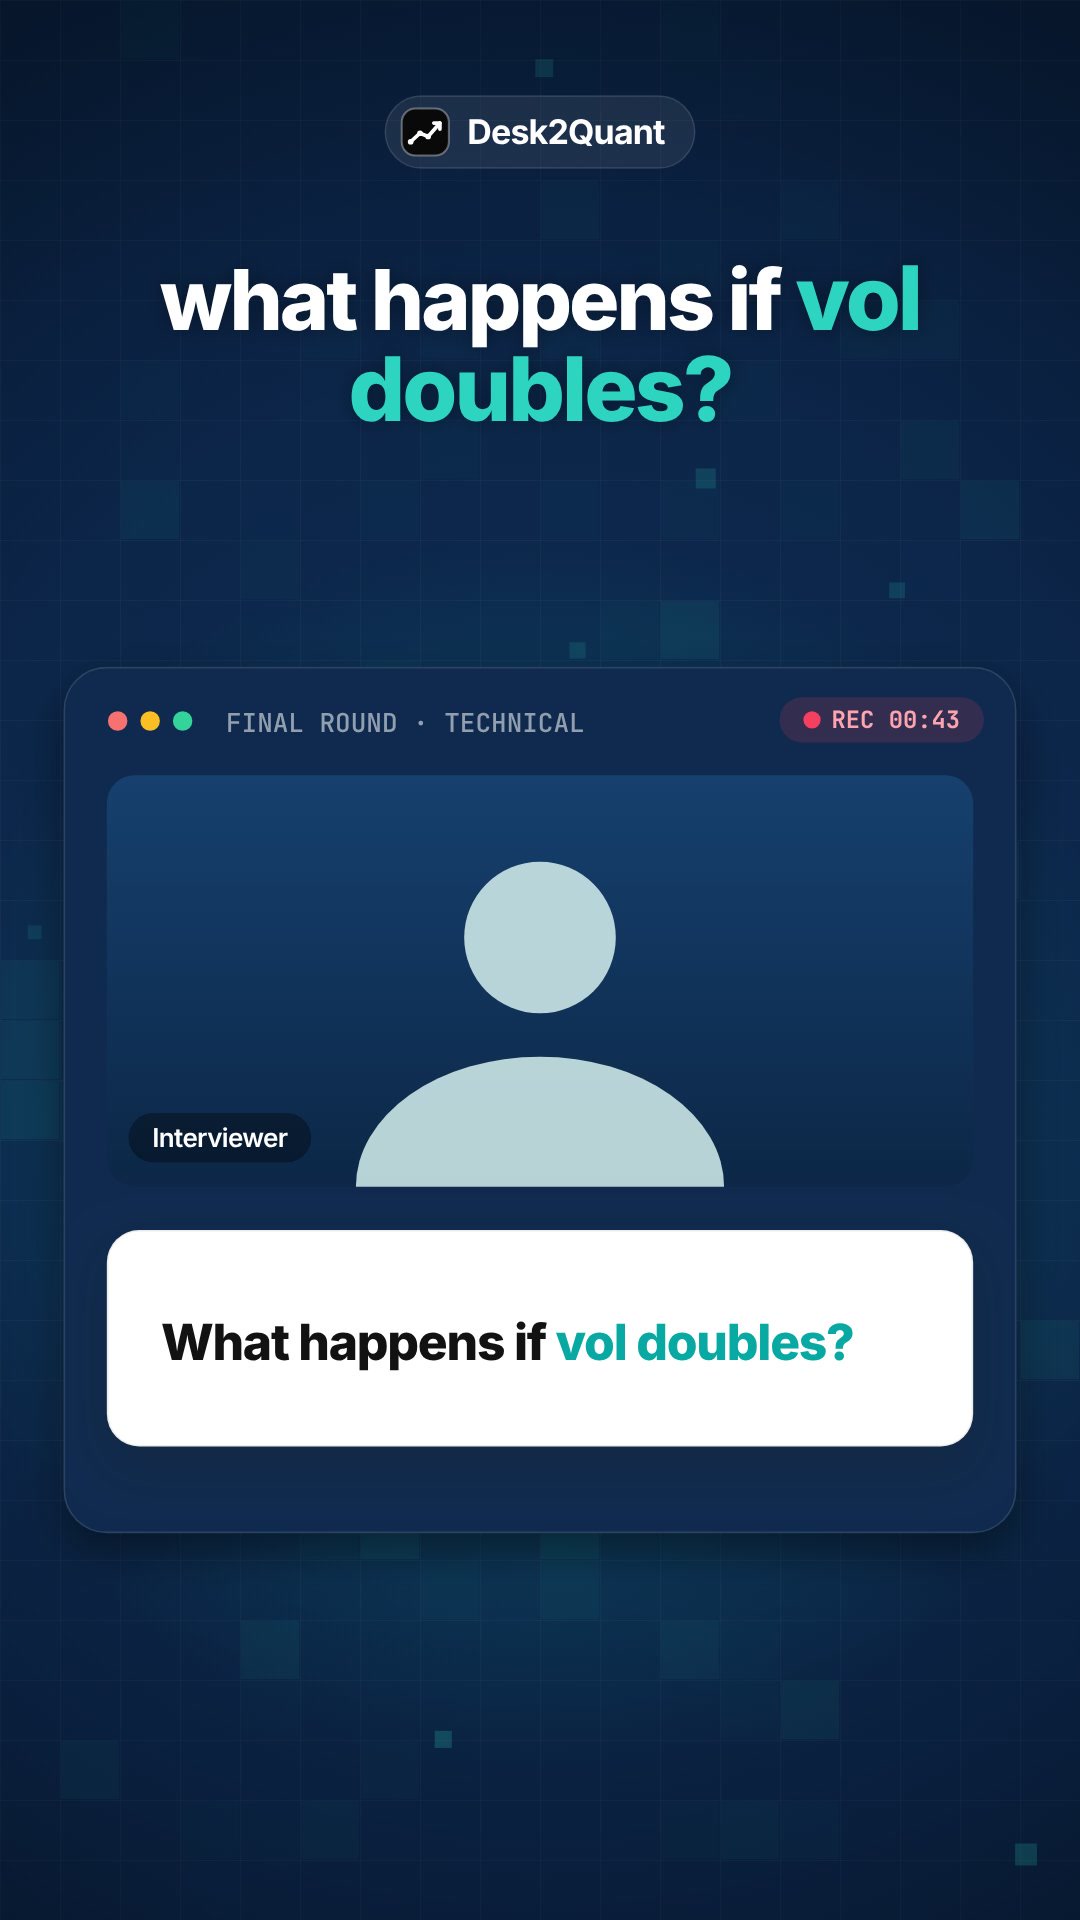 Desk2Quant
what happens if vol
doubles?
FINAL ROUND · TECHNICAL
REC 00:43
Interviewer
What happens if vol doubles?